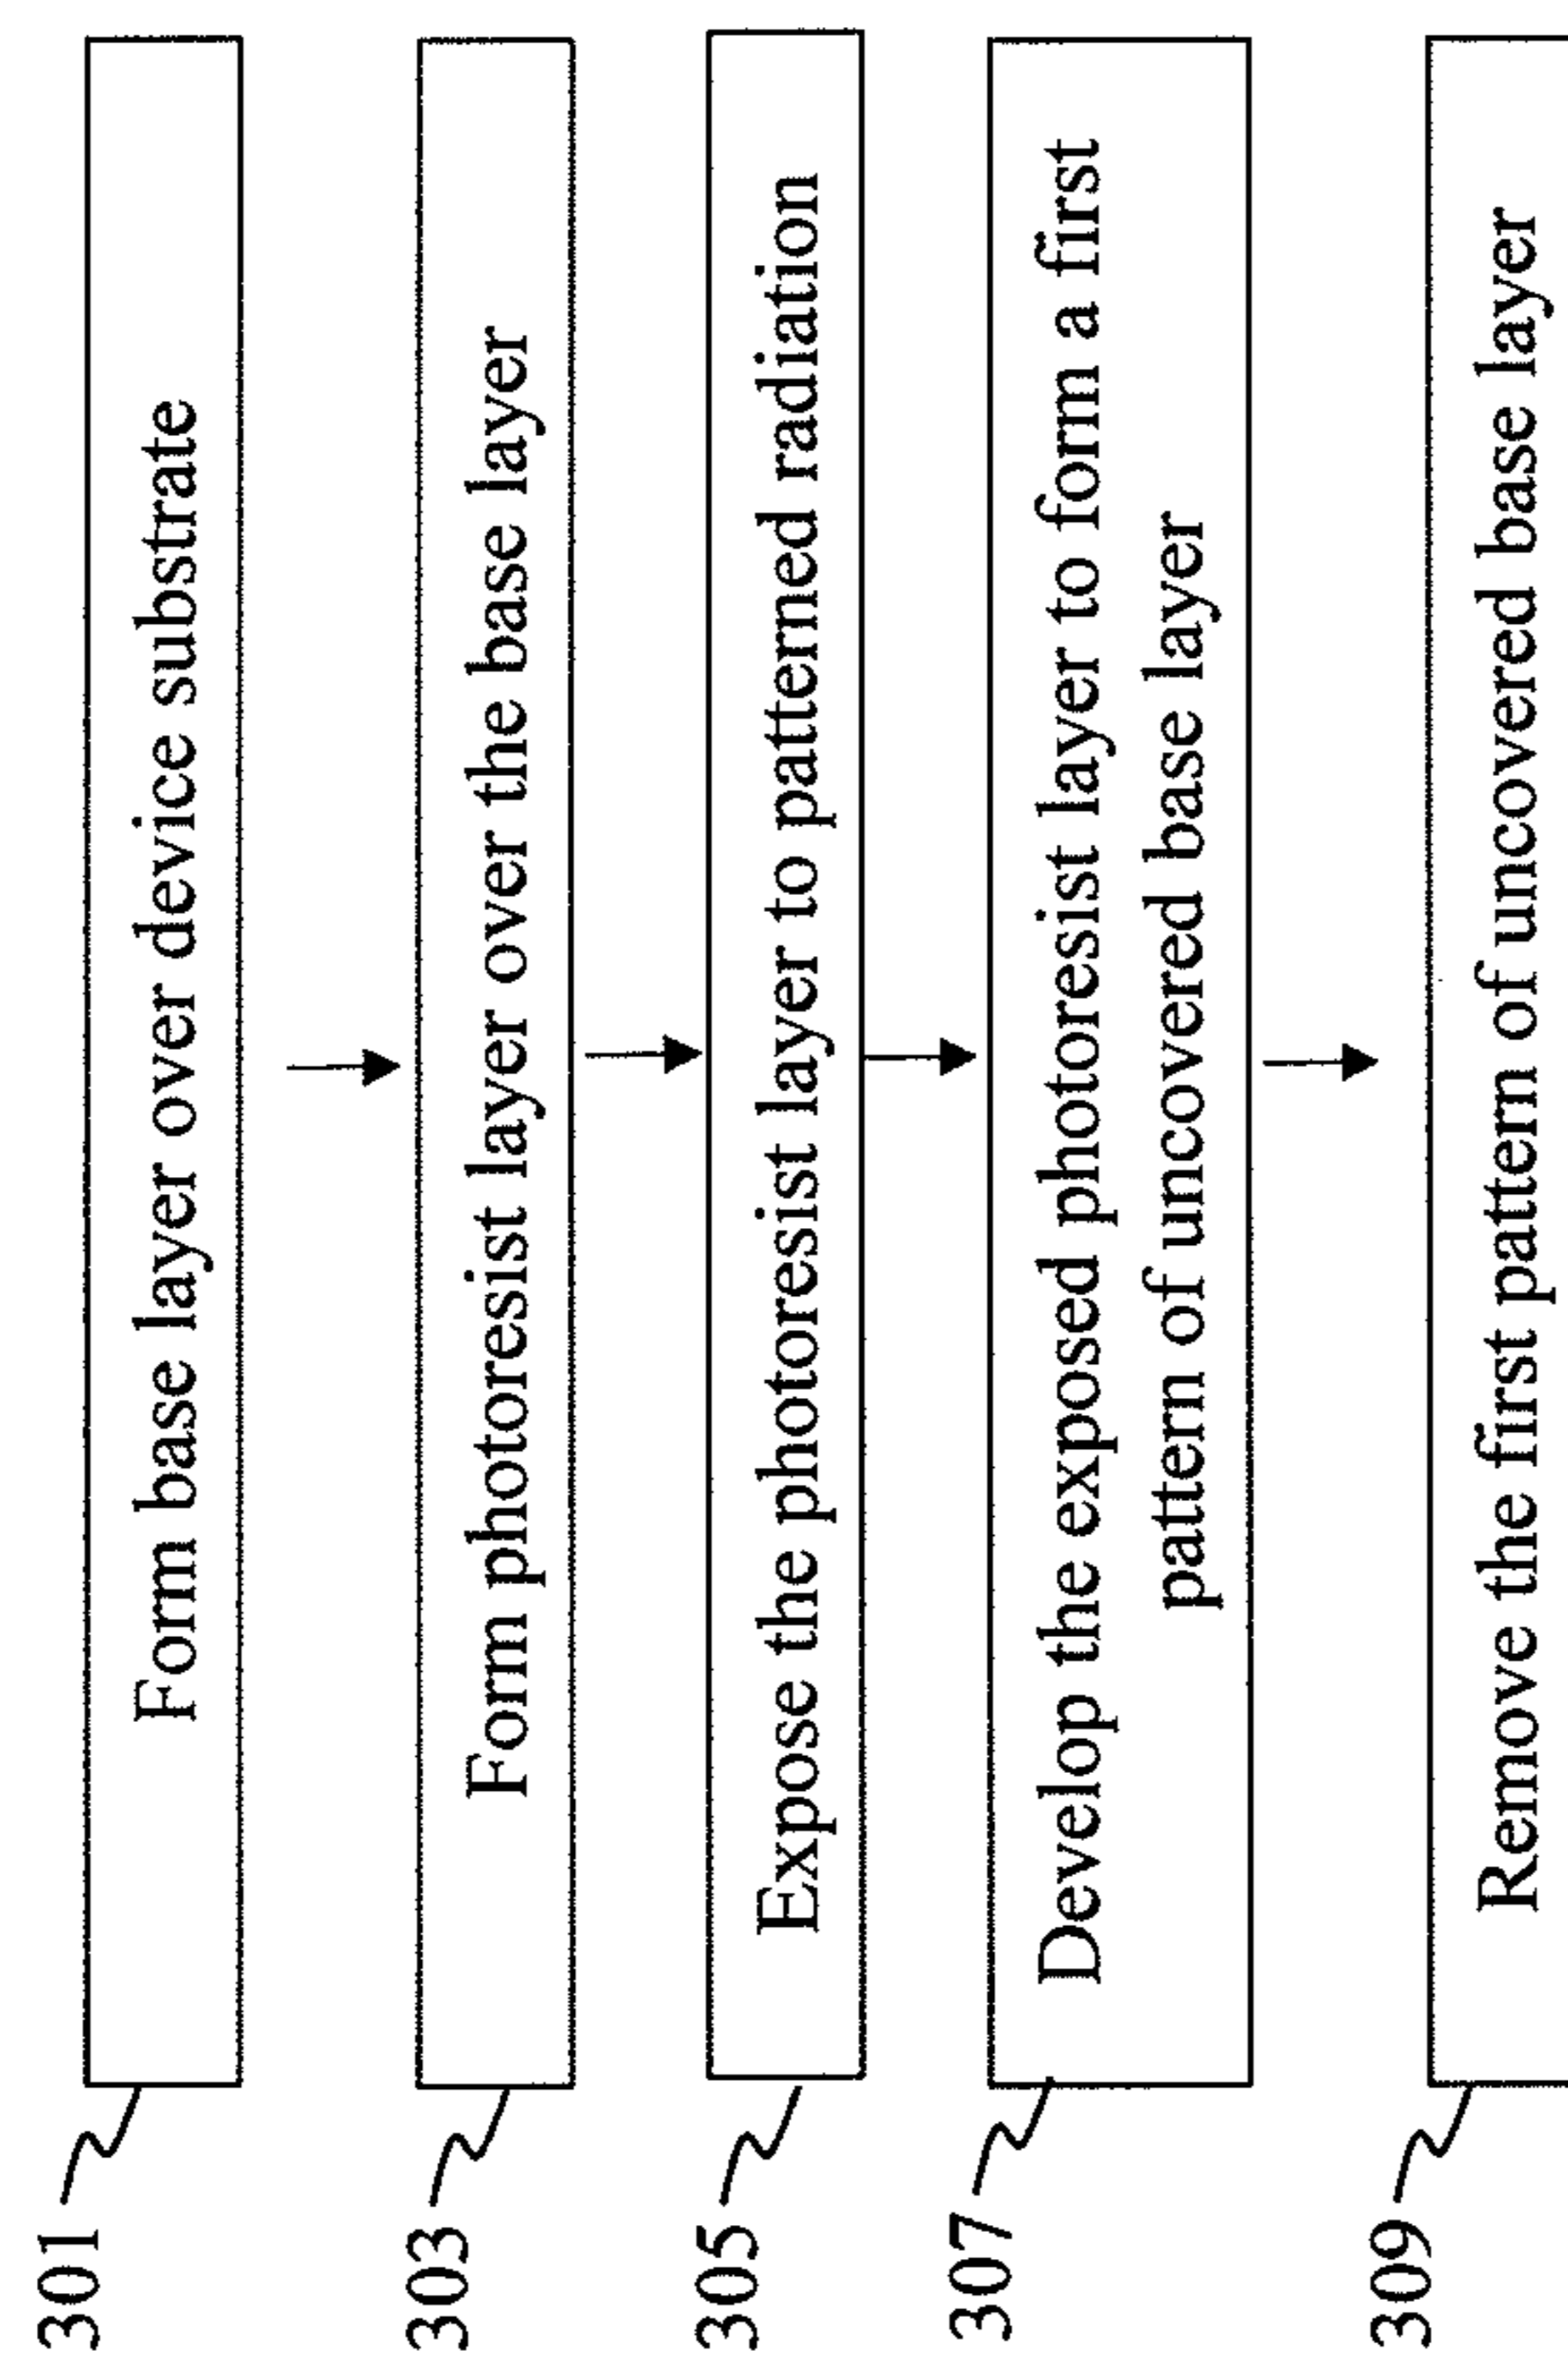 301
Form base layer over device substrate
303
Form photoresist layer over the base layer
305
Expose the photoresist layer to patterned radiation
307
Develop the exposed photoresist layer to form a first
pattern of uncovered base layer
309
Remove the first pattern of uncovered base layer